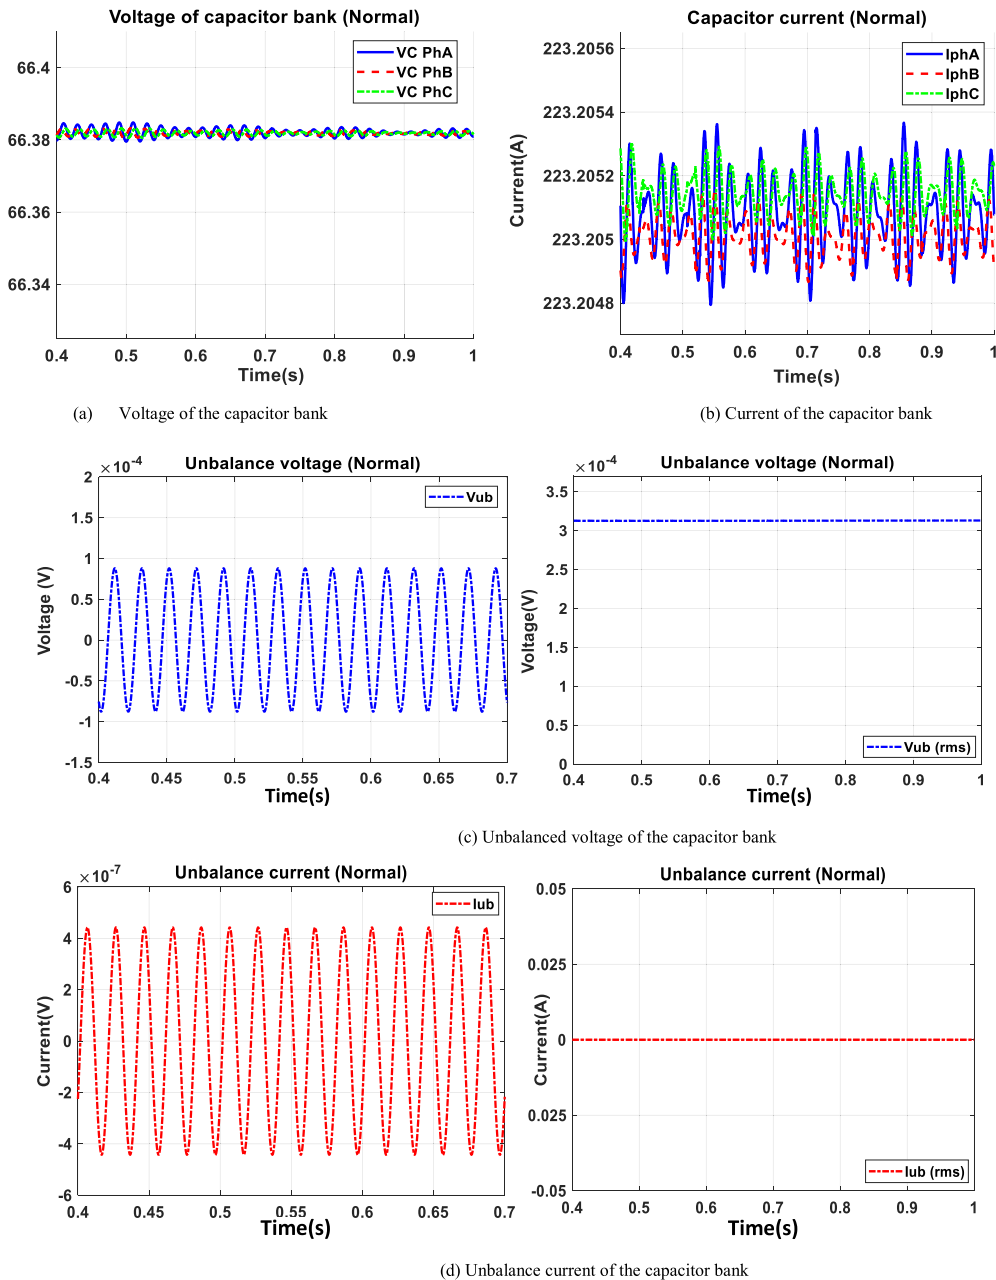 Voltage of capacitor bank (Normal)
66.4
66.38
66.36
66.34
VC PhA
VC PhB
VC PhC
0.4 0.5 0.6 0.7 0.8 0.9 1
Time(s)
(a) Voltage of the capacitor bank
Capacitor current (Normal)
223.2056
223.2054
223.2052
223.205
223.2048
Current(A)
IphA
IphB
IphC
0.4 0.5 0.6 0.7 0.8 0.9 1
Time(s)
(b) Current of the capacitor bank
Unbalance voltage (Normal)
×10-4
2
1.5
1
0.5
0
-0.5
-1
-1.5
Voltage (V)
Vub
0.4 0.45 0.5 0.55 0.6 0.65 0.7
Time(s)
Unbalance voltage (Normal)
×10-4
3.5
3
2.5
2
1.5
1
0.5
0
Voltage(V)
Vub (rms)
0.4 0.5 0.6 0.7 0.8 0.9 1
Time(s)
(c) Unbalanced voltage of the capacitor bank
Unbalance current (Normal)
×10-7
6
4
2
0
-2
-4
-6
Current(V)
Iub
0.4 0.45 0.5 0.55 0.6 0.65 0.7
Time(s)
Unbalance current (Normal)
0.05
0.025
0
0.025
-0.05
Current(A)
Iub (rms)
0.4 0.5 0.6 0.7 0.8 0.9 1
Time(s)
(d) Unbalance current of the capacitor bank